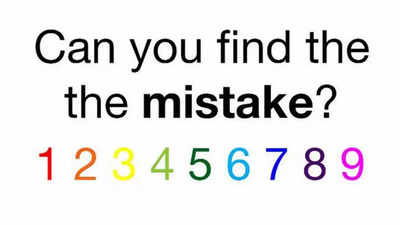 Can you find the
the mistake?
1 2 3 4 5 6 7 8 9